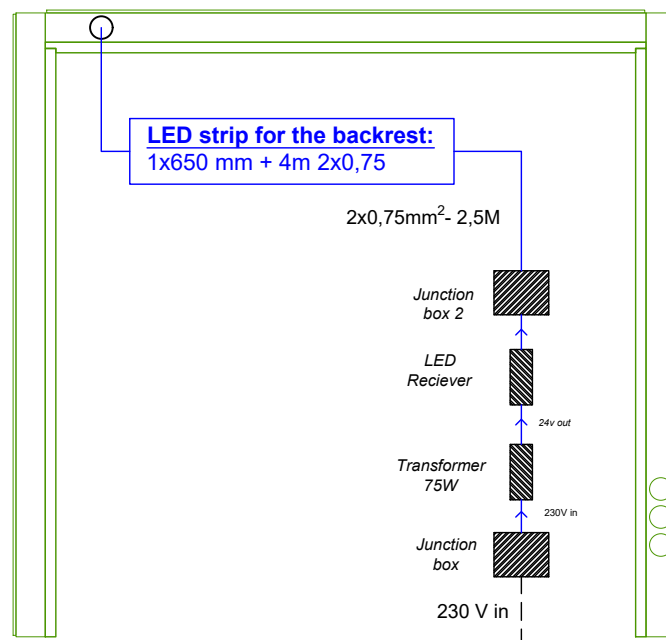 LED strip for the backrest:
1x650 mm + 4m 2x0,75
2x0,75mm²- 2,5M
Junction
box 2
LED
Reciever
24v out
Transformer
75W
230V in
Junction
box
230 V in